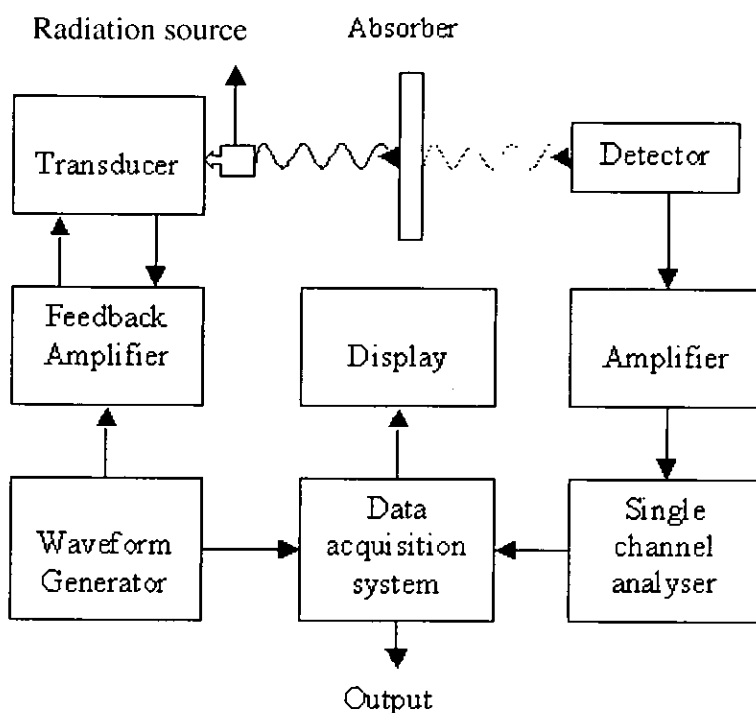 Radiation source
Absorber
Transducer
Detector
Feedback
Amplifier
Display
Amplifier
Waveform
Generator
Data
acquisition
system
Single
channel
analyser
Output